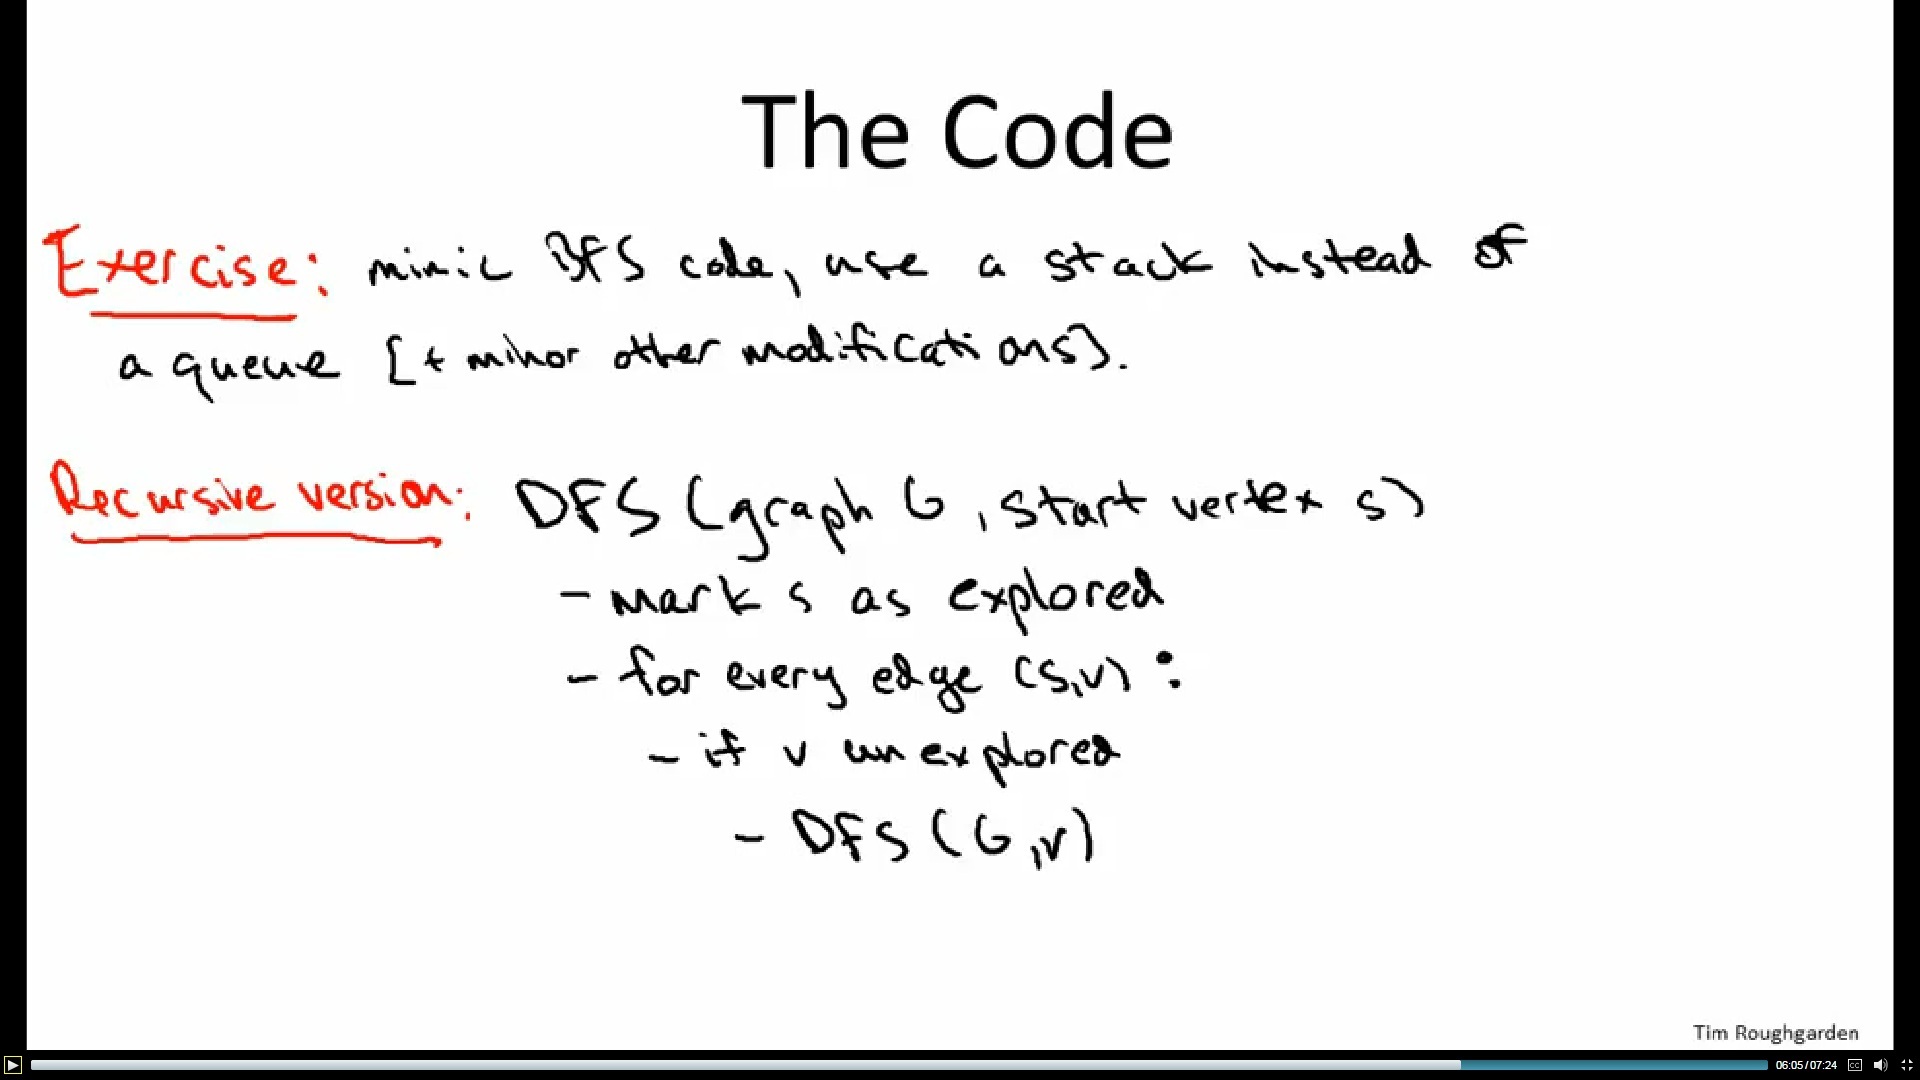 The Code
Exercise: mimic BFS code, use a stack instead of
a queue [+ minor other modifications].
Recursive version: DFS (graph G, start vertex s)
- mark s as explored
- for every edge (s,v) :
- if v unexplored
- DFS (G,v)
Tim Roughgarden
06:05/07:24 CC